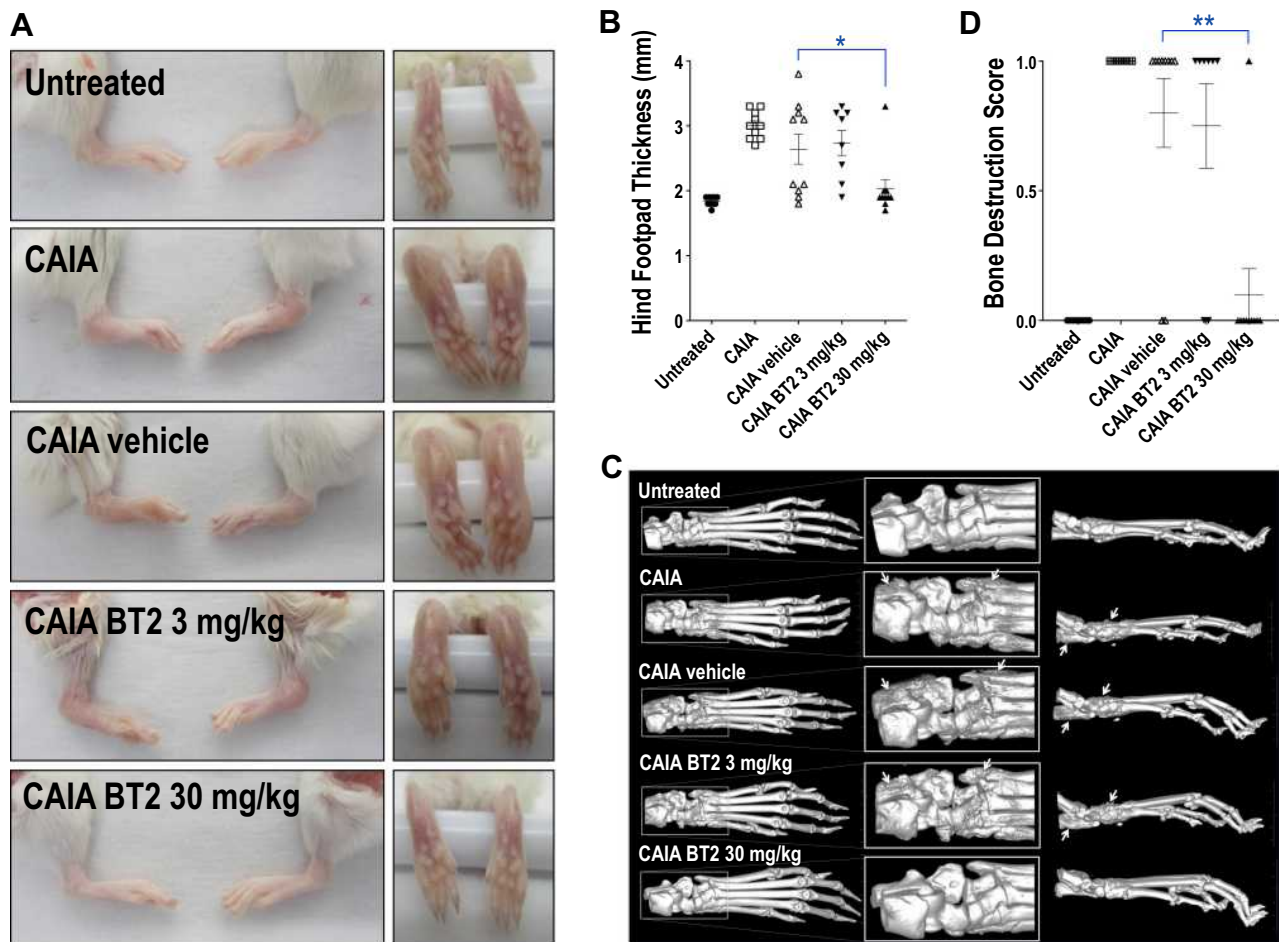 A
Untreated
CAIA
CAIA vehicle
CAIA BT2 3 mg/kg
CAIA BT2 30 mg/kg
B
*
Hind Footpad Thickness (mm)
4
3
2
1
0
Untreated
CAIA
CAIA vehicle
CAIA BT2 3 mg/kg
CAIA BT2 30 mg/kg
D
**
Bone Destruction Score
1.0
0.5
0.0
Untreated
CAIA
CAIA vehicle
CAIA BT2 3 mg/kg
CAIA BT2 30 mg/kg
C
Untreated
CAIA
CAIA vehicle
CAIA BT2 3 mg/kg
CAIA BT2 30 mg/kg